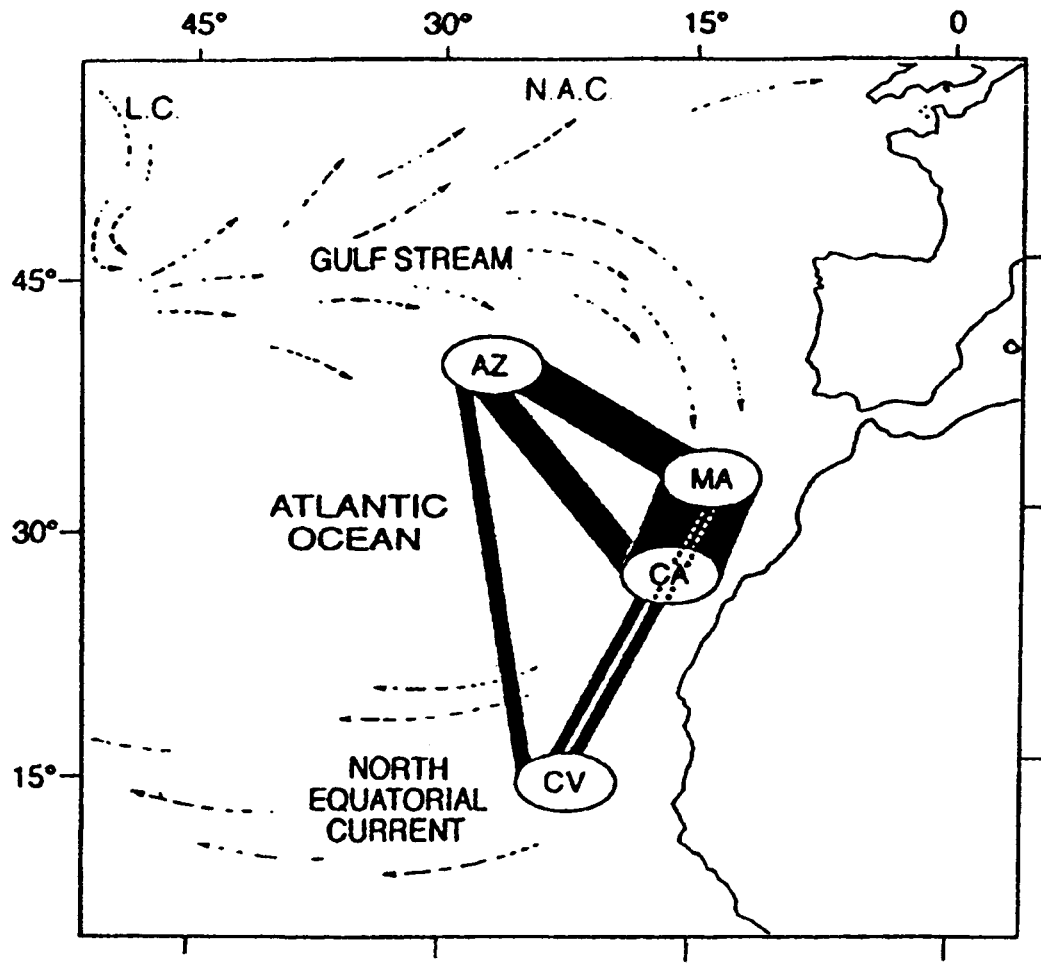 45° 30° 15° 0
L.C. N.A.C.
GULF STREAM
45°
AZ
MA
ATLANTIC
OCEAN
30°
CA
15°
CV
NORTH
EQUATORIAL
CURRENT